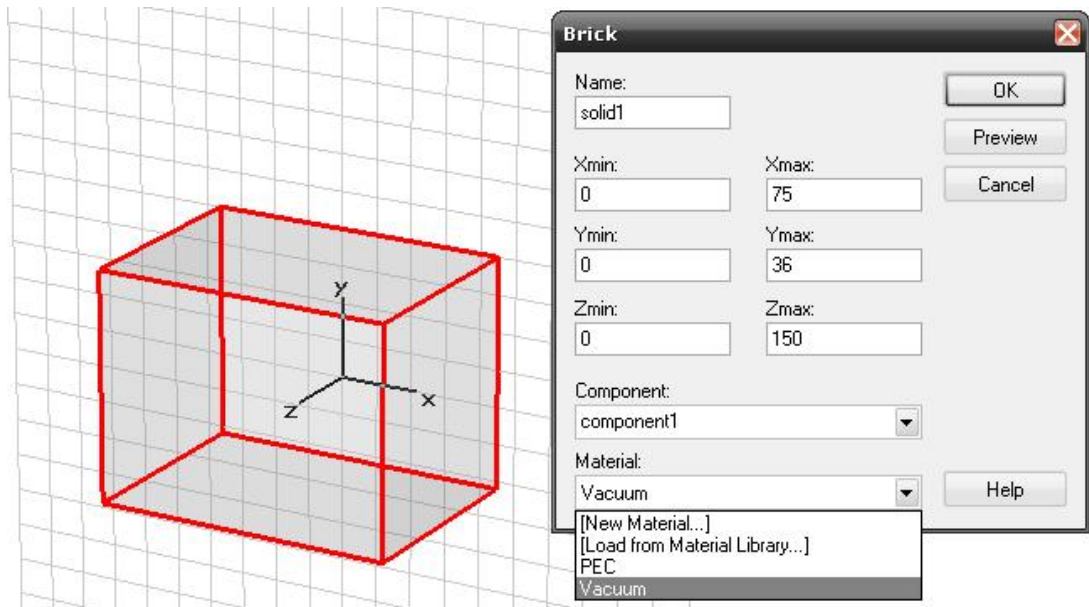 y
z
x
Brick
Name:
solid1
OK
Preview
Cancel
Xmin:
Xmax:
0
75
Ymin:
Ymax:
0
36
Zmin:
Zmax:
0
150
Component:
component1
Material:
Vacuum
Help
[New Material...]
[Load from Material Library...]
PEC
Vacuum